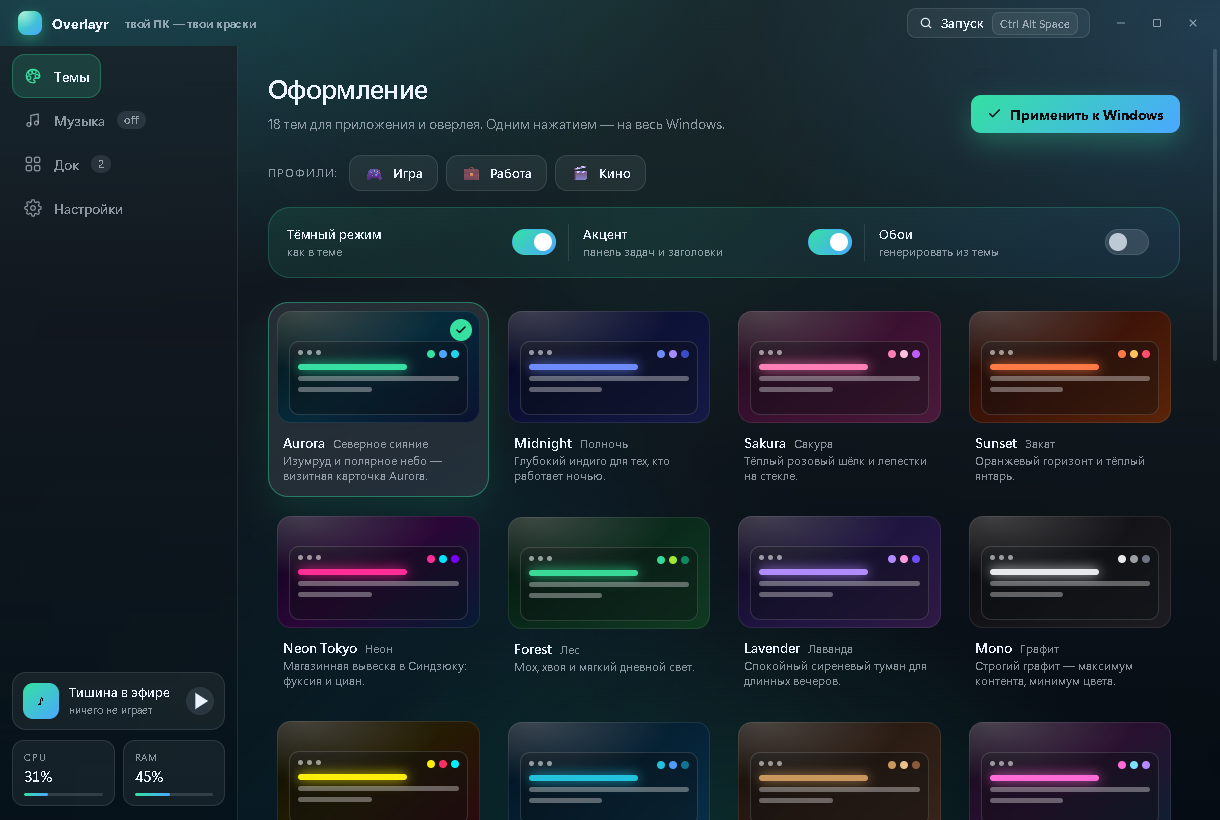 Overlayr твой ПК — твои краски
Запуск Ctrl Alt Space
Темы
Музыка off
Док 2
Настройки
Оформление
18 тем для приложения и оверлея. Одним нажатием — на весь Windows.
Применить к Windows
ПРОФИЛИ: Игра Работа Кино
Тёмный режим
как в теме
Акцент
панель задач и заголовки
Обои
генерировать из темы
Aurora Северное сияние
Изумруд и полярное небо —
визитная карточка Aurora.
Midnight Полночь
Глубокий индиго для тех, кто
работает ночью.
Sakura Сакура
Тёплый розовый шёлк и лепестки
на стекле.
Sunset Закат
Оранжевый горизонт и тёплый
янтарь.
Neon Tokyo Неон
Магазинная вывеска в Синдзюку:
фуксия и циан.
Forest Лес
Мох, хвоя и мягкий дневной свет.
Lavender Лаванда
Спокойный сиреневый туман для
длинных вечеров.
Mono Графит
Строгий графит — максимум
контента, минимум цвета.
Тишина в эфире
ничего не играет
CPU
31%
RAM
45%